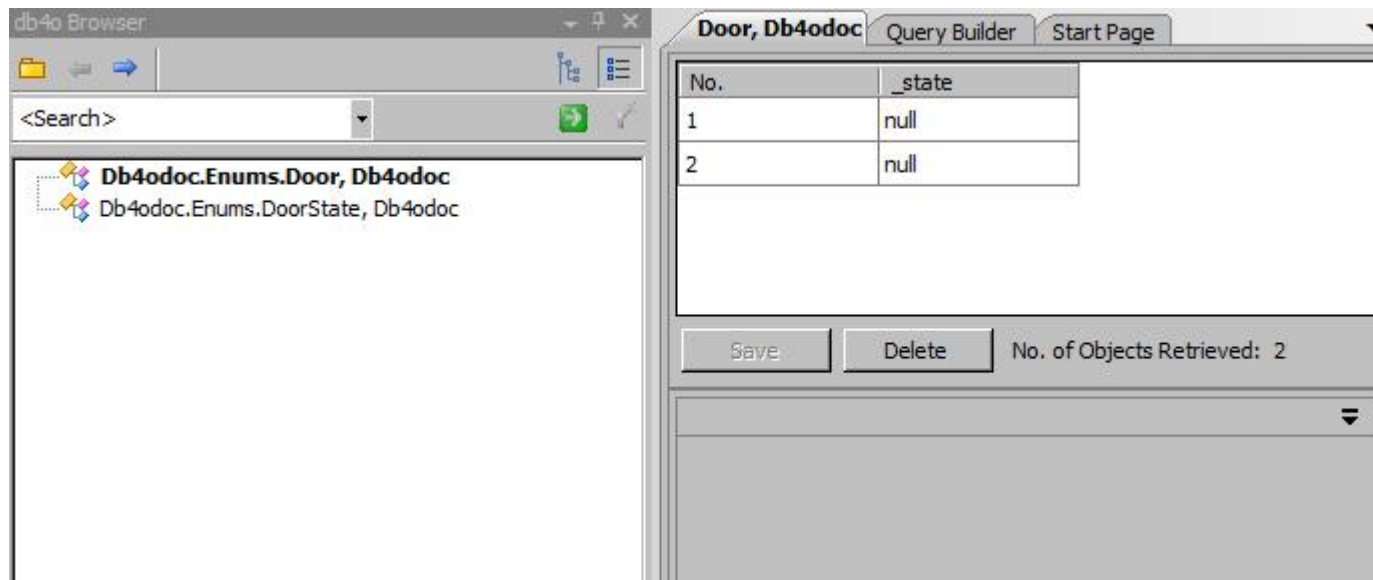 db4o Browser
<Search>
Db4odoc.Enums.Door, Db4odoc
Db4odoc.Enums.DoorState, Db4odoc
Door, Db4odoc Query Builder Start Page
No. _state
1 null
2 null
Save Delete No. of Objects Retrieved: 2